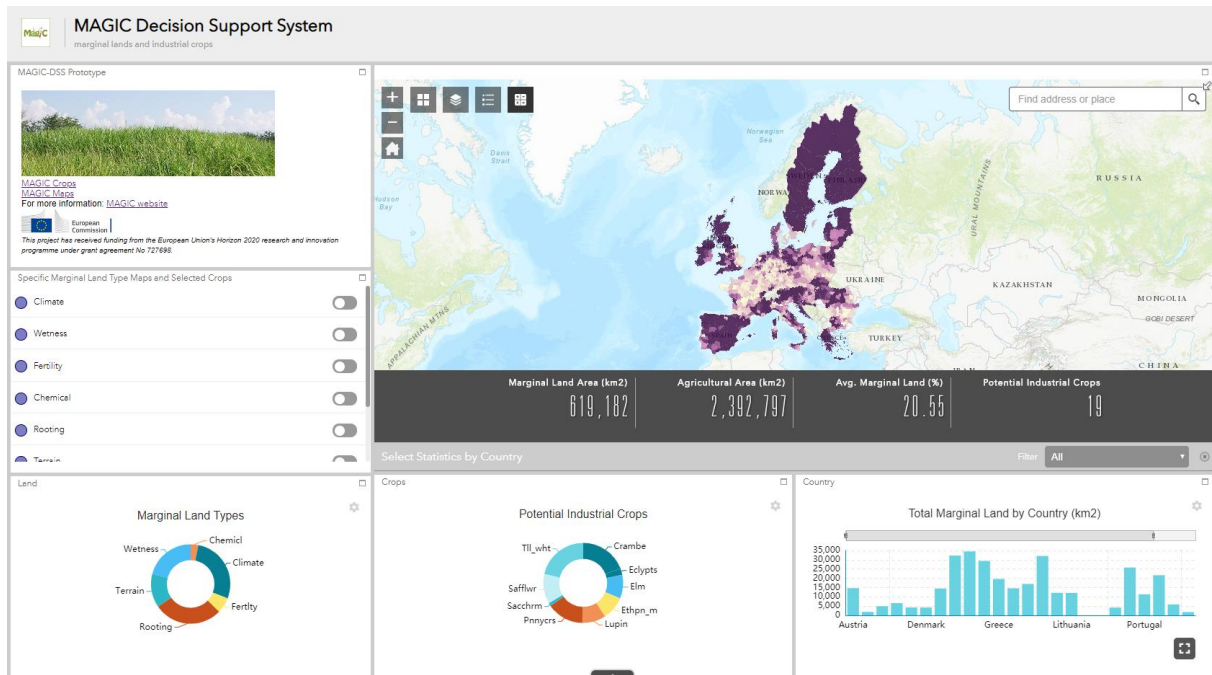 MagiC
MAGIC Decision Support System
marginal lands and industrial crops
MAGIC-DSS Prototype
MAGIC Crops
MAGIC Maps
For more information: MAGIC website
European
Commission
This project has received funding from the European Union's Horizon 2020 research and innovation
programme under grant agreement No 727698.
Specific Marginal Land Type Maps and Selected Crops
Climate
Wetness
Fertility
Chemical
Rooting
Terrain
Find address or place
Norwegian
Sea
Davis
Strait
Hudson
Bay
NORWAY
SWEDEN
FINLAND
RUSSIA
URAL MOUNTAINS
UKRAINE
KAZAKHSTAN
MONGOLIA
GOBI DESERT
APPALACHIAN MTNS
SPAIN
GREECE
TURKEY
CHINA
Marginal Land Area (km2)
619,182
Agricultural Area (km2)
2,392,797
Avg. Marginal Land (%)
20.55
Potential Industrial Crops
19
Select Statistics by Country
Filter All
Land
Marginal Land Types
Chemicl
Climate
Fertlty
Rooting
Terrain
Wetness
Crops
Potential Industrial Crops
Crambe
Eclypts
Elm
Ethpn_m
Lupin
Pnnycrs
Sacchrm
Safflwr
Tll_wht
Country
Total Marginal Land by Country (km2)
35,000
30,000
25,000
20,000
15,000
10,000
5,000
0
Austria Denmark Greece Lithuania Portugal